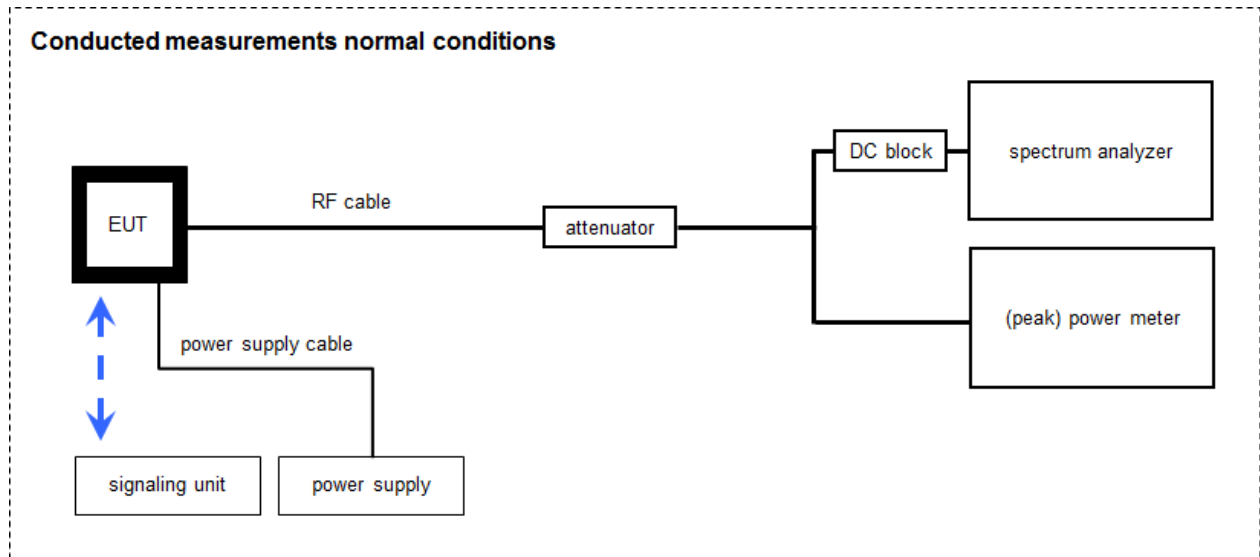 Conducted measurements normal conditions
DC block
spectrum analyzer
EUT
RF cable
attenuator
(peak) power meter
power supply cable
signaling unit
power supply